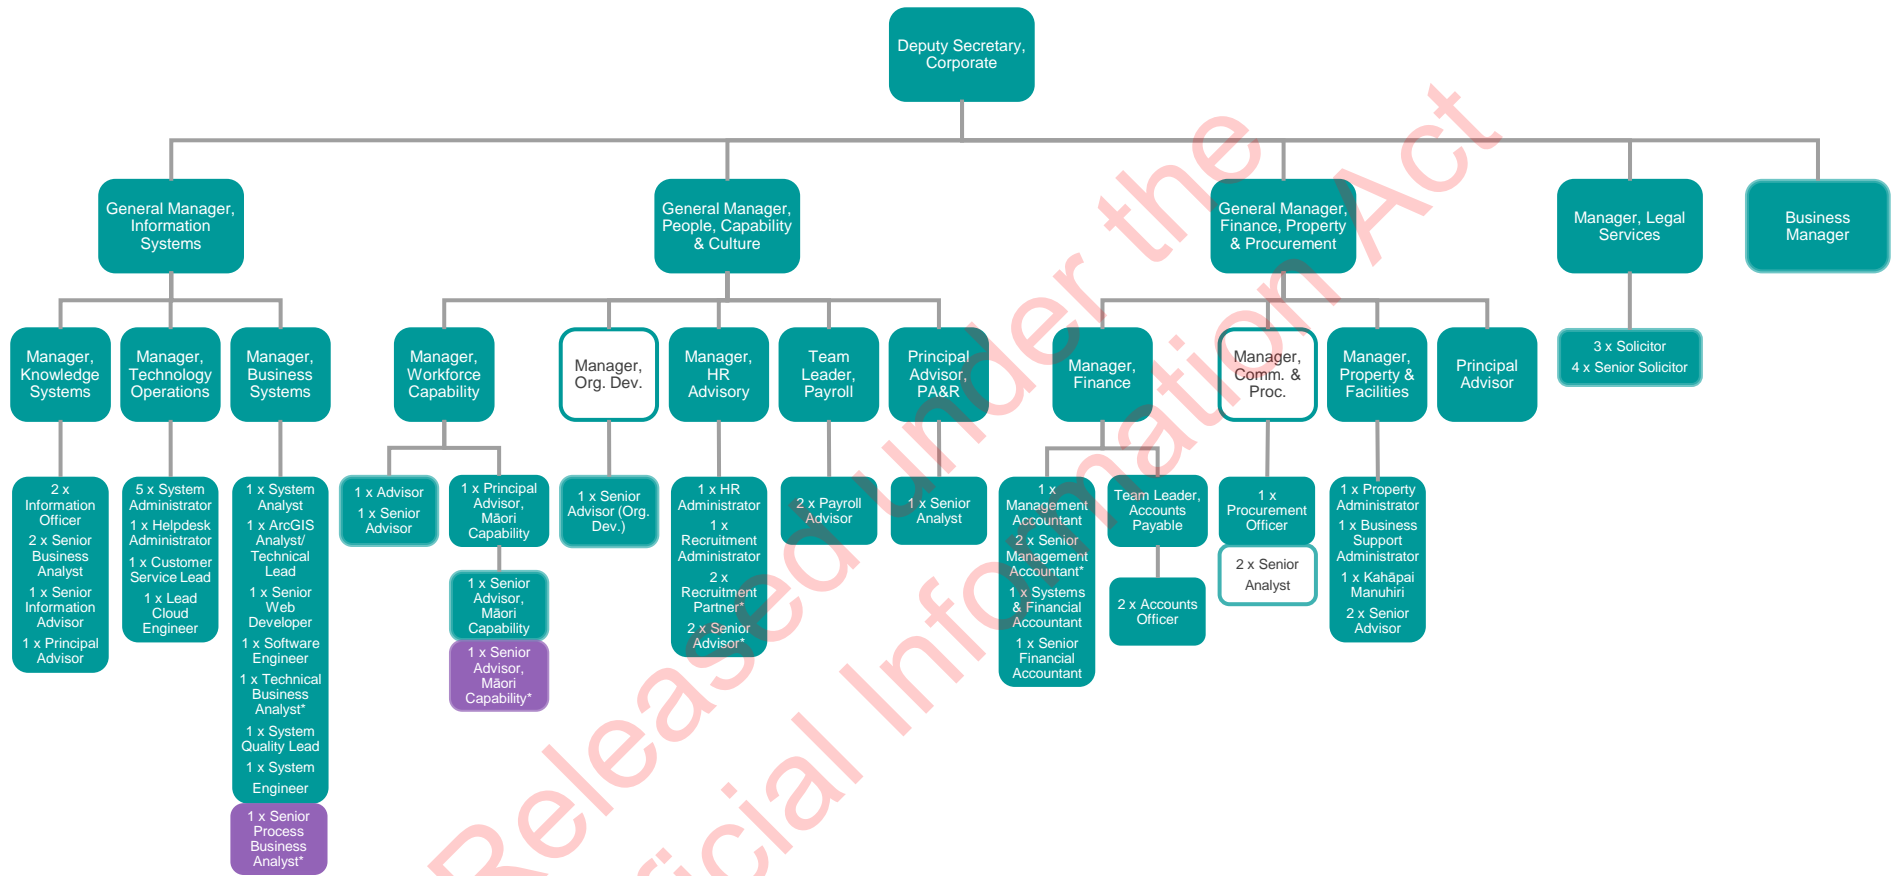 Deputy Secretary,
Corporate
General Manager,
Information
Systems
General Manager,
People, Capability
& Culture
General Manager,
Finance, Property
& Procurement
Manager, Legal
Services
Business
Manager
Manager,
Knowledge
Systems
Manager,
Technology
Operations
Manager,
Business
Systems
Manager,
Workforce
Capability
Manager,
Org. Dev.
Manager,
HR
Advisory
Team
Leader,
Payroll
Principal
Advisor,
PA&R
Manager,
Finance
Manager,
Comm. &
Proc.
Manager,
Property &
Facilities
Principal
Advisor
3 x Solicitor
4 x Senior Solicitor
2 x
Information
Officer
2 x Senior
Business
Analyst
1 x Senior
Information
Advisor
1 x Principal
Advisor
5 x System
Administrator
1 x Helpdesk
Administrator
1 x Customer
Service Lead
1 x Lead
Cloud
Engineer
1 x System
Analyst
1 x ArcGIS
Analyst/
Technical
Lead
1 x Senior
Web
Developer
1 x Software
Engineer
1 x Technical
Business
Analyst*
1 x System
Quality Lead
1 x System
Engineer
1 x Senior
Process
Business
Analyst*
1 x Advisor
1 x Senior
Advisor
1 x Principal
Advisor,
Māori
Capability
1 x Senior
Advisor,
Māori
Capability
1 x Senior
Advisor,
Māori
Capability*
1 x Senior
Advisor (Org.
Dev.)
1 x HR
Administrator
1 x
Recruitment
Administrator
2 x
Recruitment
Partner*
2 x Senior
Advisor*
2 x Payroll
Advisor
1 x Senior
Analyst
1 x
Management
Accountant
2 x Senior
Management
Accountant*
1 x Systems
& Financial
Accountant
1 x Senior
Financial
Accountant
Team Leader,
Accounts
Payable
2 x Accounts
Officer
1 x
Procurement
Officer
2 x Senior
Analyst
1 x Property
Administrator
1 x Business
Support
Administrator
1 x Kahāpai
Manuhiri
2 x Senior
Advisor
Released under the
Information Act